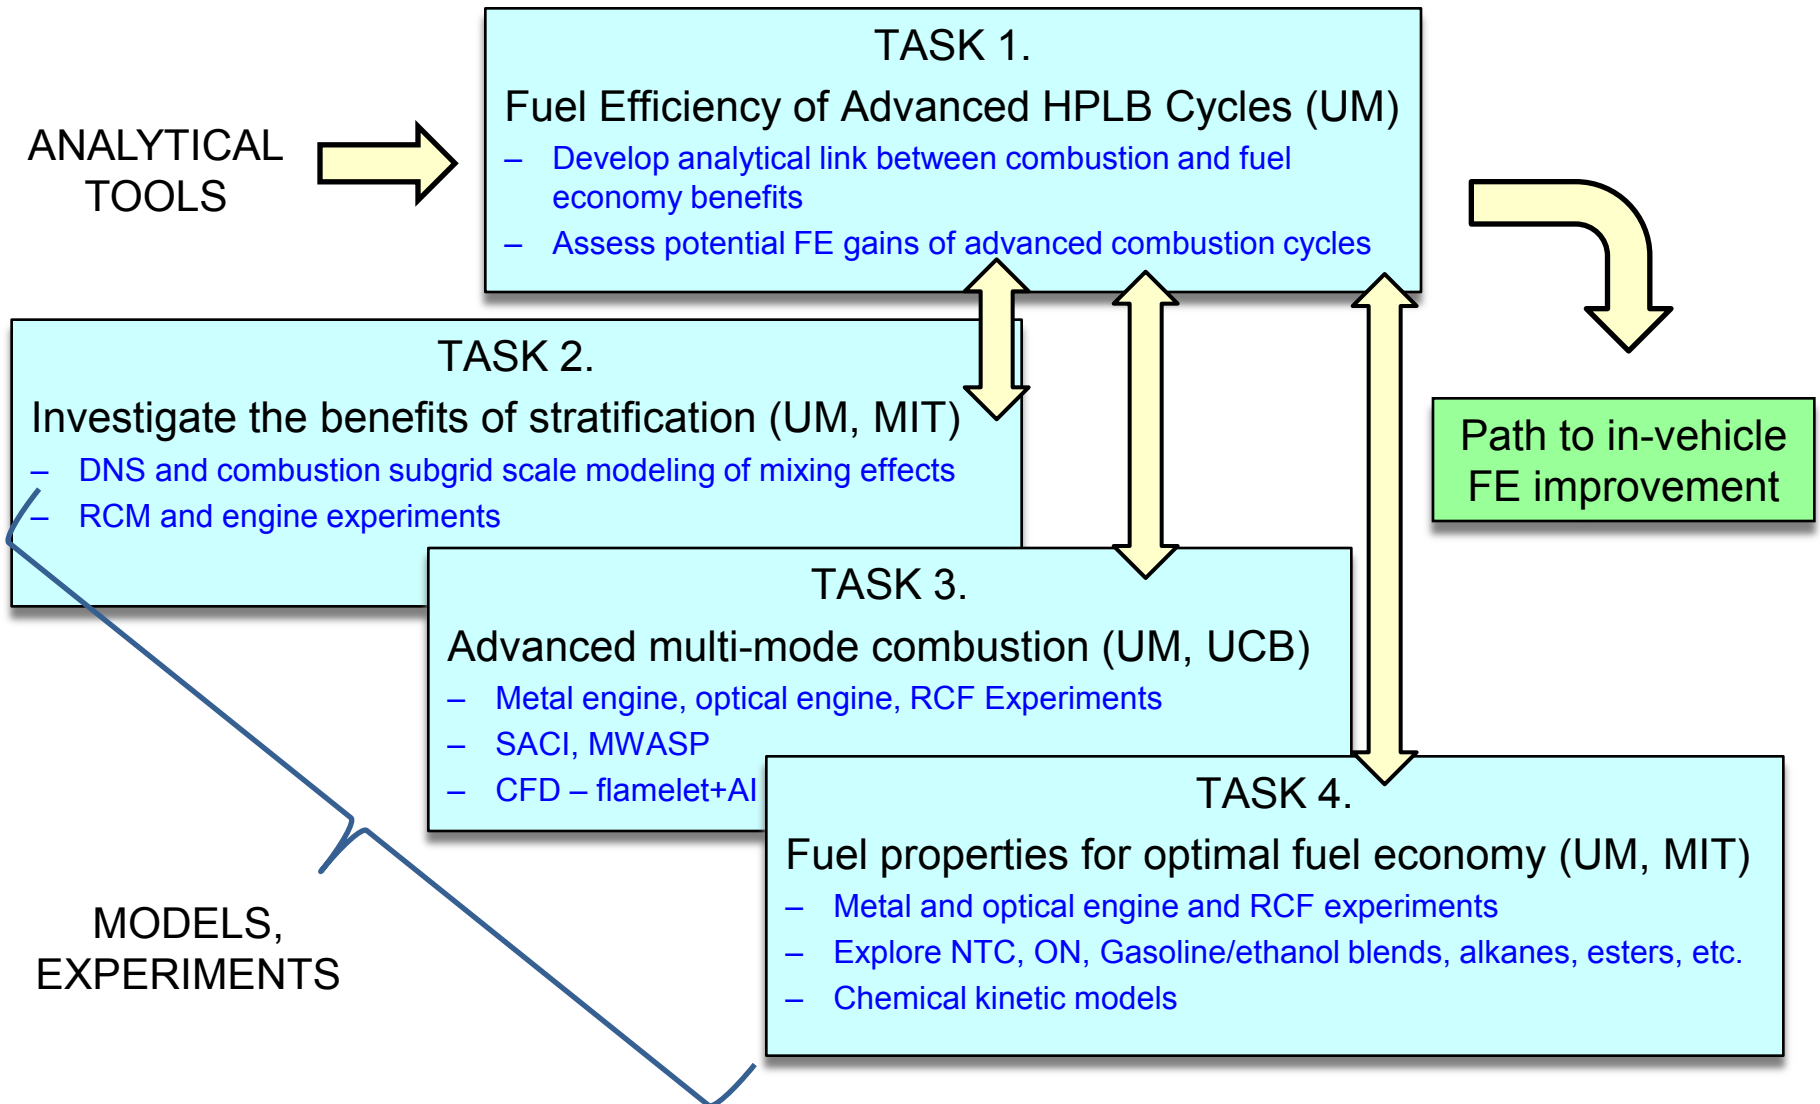 TASK 1.
Fuel Efficiency of Advanced HPLB Cycles (UM)
– Develop analytical link between combustion and fuel
economy benefits
– Assess potential FE gains of advanced combustion cycles
ANALYTICAL
TOOLS
TASK 2.
Investigate the benefits of stratification (UM, MIT)
– DNS and combustion subgrid scale modeling of mixing effects
– RCM and engine experiments
Path to in-vehicle
FE improvement
TASK 3.
Advanced multi-mode combustion (UM, UCB)
– Metal engine, optical engine, RCF Experiments
– SACI, MWASP
– CFD – flamelet+AI
TASK 4.
Fuel properties for optimal fuel economy (UM, MIT)
– Metal and optical engine and RCF experiments
– Explore NTC, ON, Gasoline/ethanol blends, alkanes, esters, etc.
– Chemical kinetic models
MODELS,
EXPERIMENTS